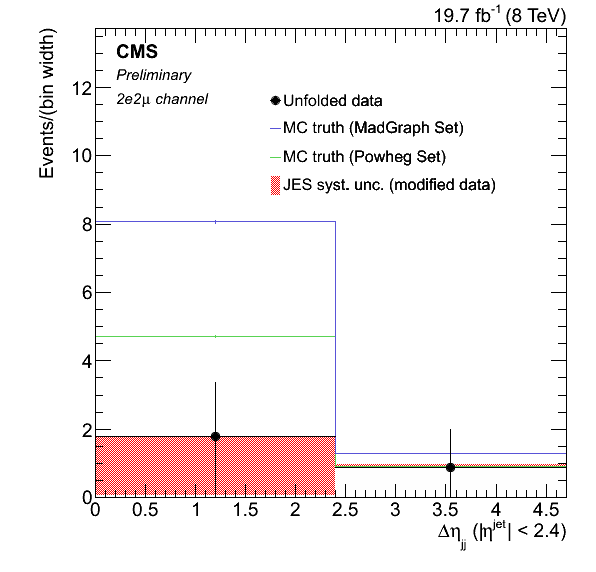 19.7 fb⁻¹ (8 TeV)
Events/(bin width)
CMS
Preliminary
2e2μ channel
Unfolded data
MC truth (MadGraph Set)
MC truth (Powheg Set)
JES syst. unc. (modified data)
12
10
8
6
4
2
0
0 0.5 1 1.5 2 2.5 3 3.5 4 4.5
Δη_jj (|η^jet| < 2.4)